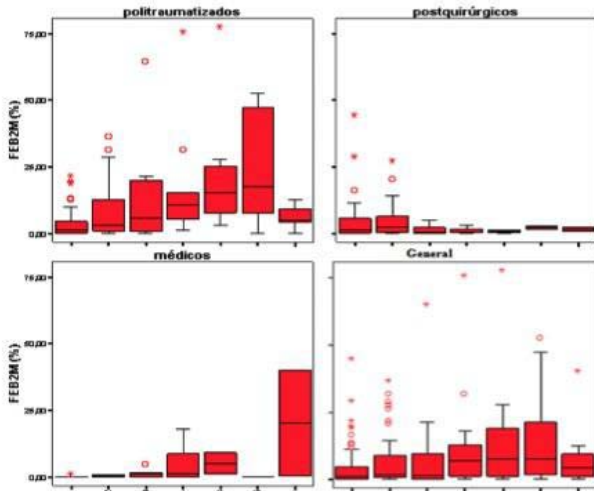 politraumatizados
postquirúrgicos
75,00
50,00
25,00
0,00
FEB2M(%)
médicos
General
75,00
50,00
25,00
0,00
FEB2M(%)